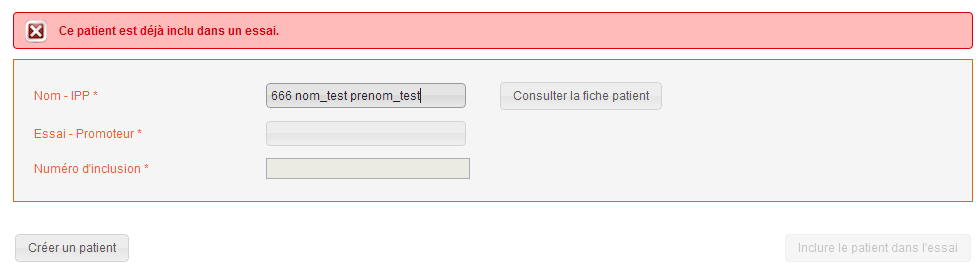 Ce patient est déjà inclu dans un essai.
Nom - IPP * 666 nom_test prenom_test Consulter la fiche patient
Essai - Promoteur *
Numéro d'inclusion *
Créer un patient Inclure le patient dans l'essai